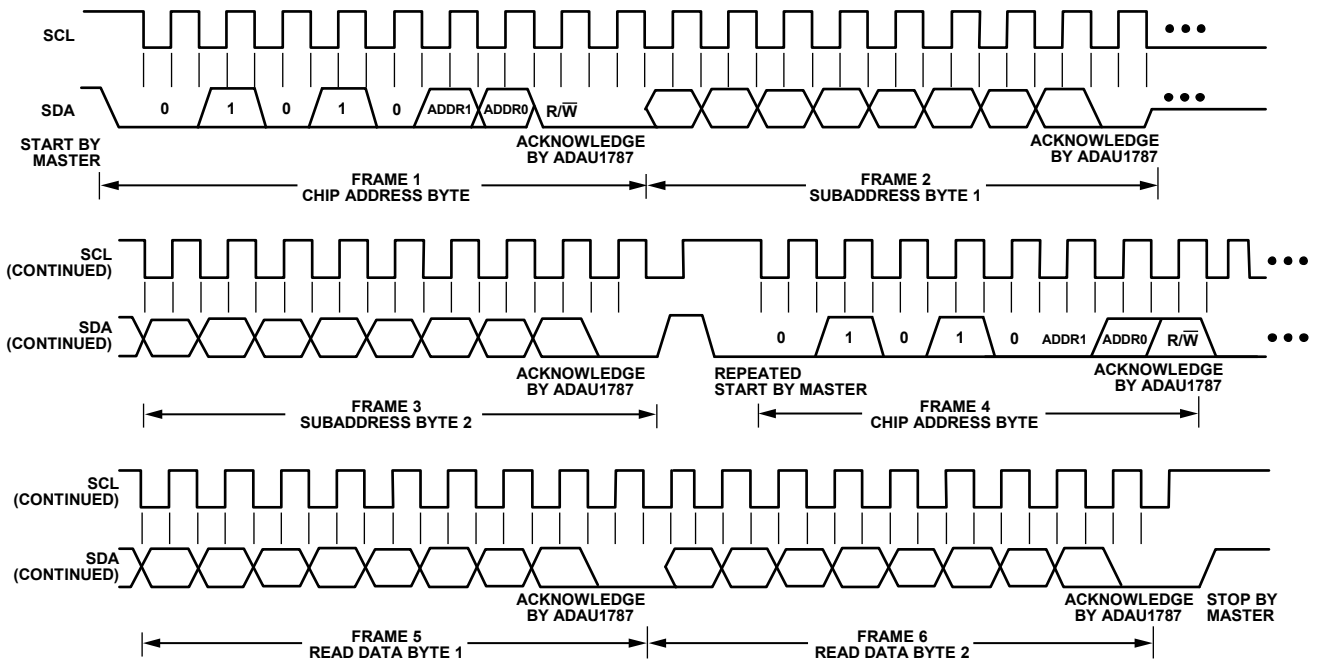 SCL
SDA
0 1 0 1 0 ADDR1 ADDR0 R/W̅
START BY
MASTER
ACKNOWLEDGE
BY ADAU1787
ACKNOWLEDGE
BY ADAU1787
FRAME 1
CHIP ADDRESS BYTE
FRAME 2
SUBADDRESS BYTE 1
SCL
(CONTINUED)
SDA
(CONTINUED)
0 1 0 1 0 ADDR1 ADDR0 R/W̅
ACKNOWLEDGE
BY ADAU1787
REPEATED
START BY MASTER
ACKNOWLEDGE
BY ADAU1787
FRAME 3
SUBADDRESS BYTE 2
FRAME 4
CHIP ADDRESS BYTE
SCL
(CONTINUED)
SDA
(CONTINUED)
ACKNOWLEDGE
BY ADAU1787
ACKNOWLEDGE
BY ADAU1787
STOP BY
MASTER
FRAME 5
READ DATA BYTE 1
FRAME 6
READ DATA BYTE 2